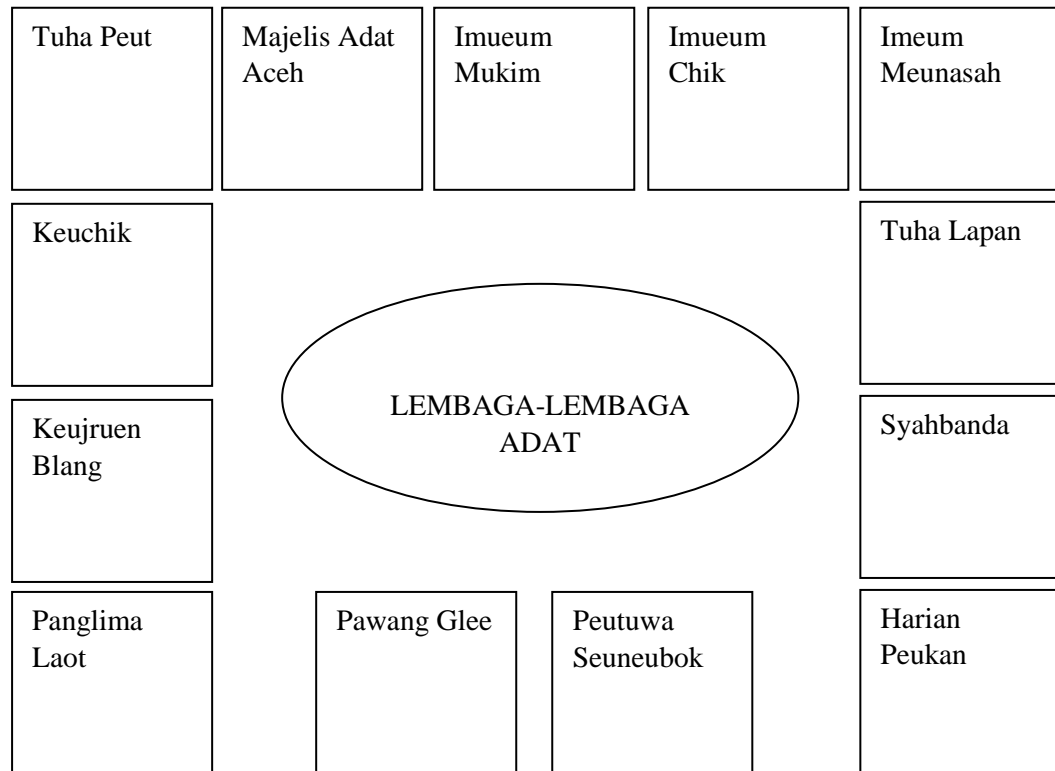 Tuha Peut
Majelis Adat
Aceh
Imueum
Mukim
Imueum
Chik
Imeum
Meunasah
Keuchik
Tuha Lapan
LEMBAGA-LEMBAGA
ADAT
Keujruen
Blang
Syahbanda
Panglima
Laot
Pawang Glee
Peutuwa
Seuneubok
Harian
Peukan